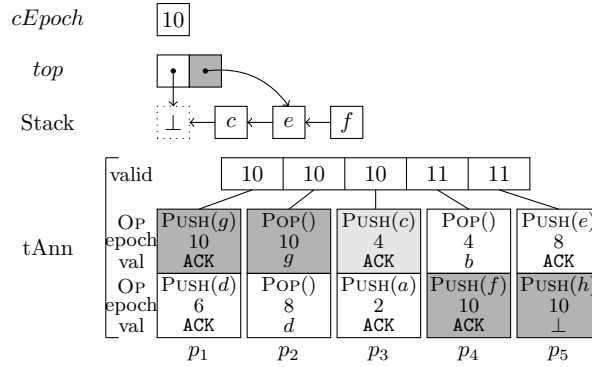 cEpoch 10
top
Stack ⊥ c e f
valid 10 10 10 11 11
tAnn
OP PUSH(g) POP() PUSH(c) POP() PUSH(e)
epoch 10 10 4 4 8
val ACK g ACK b ACK
OP PUSH(d) POP() PUSH(a) PUSH(f) PUSH(h)
epoch 6 8 2 10 10
val ACK d ACK ACK ⊥
p1 p2 p3 p4 p5